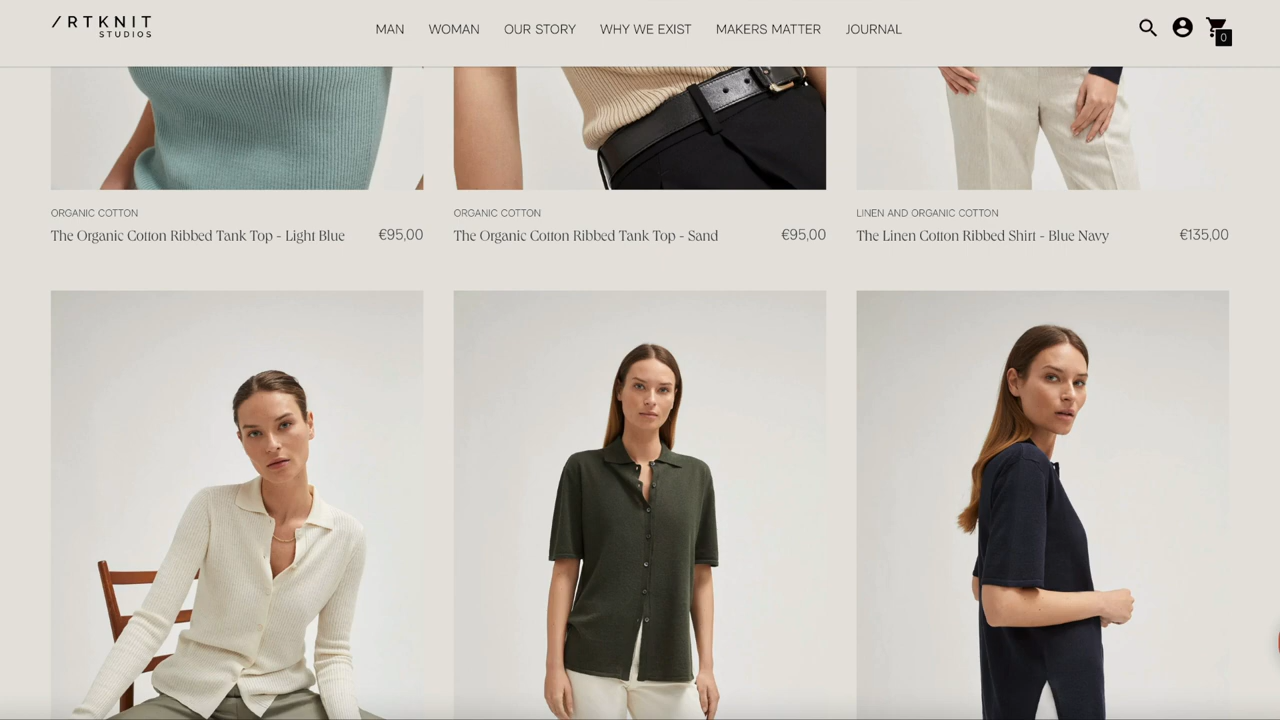 /RTKNIT
STUDIOS
MAN WOMAN OUR STORY WHY WE EXIST MAKERS MATTER JOURNAL
0
ORGANIC COTTON
The Organic Cotton Ribbed Tank Top - Light Blue €95,00
ORGANIC COTTON
The Organic Cotton Ribbed Tank Top - Sand €95,00
LINEN AND ORGANIC COTTON
The Linen Cotton Ribbed Shirt - Blue Navy €135,00